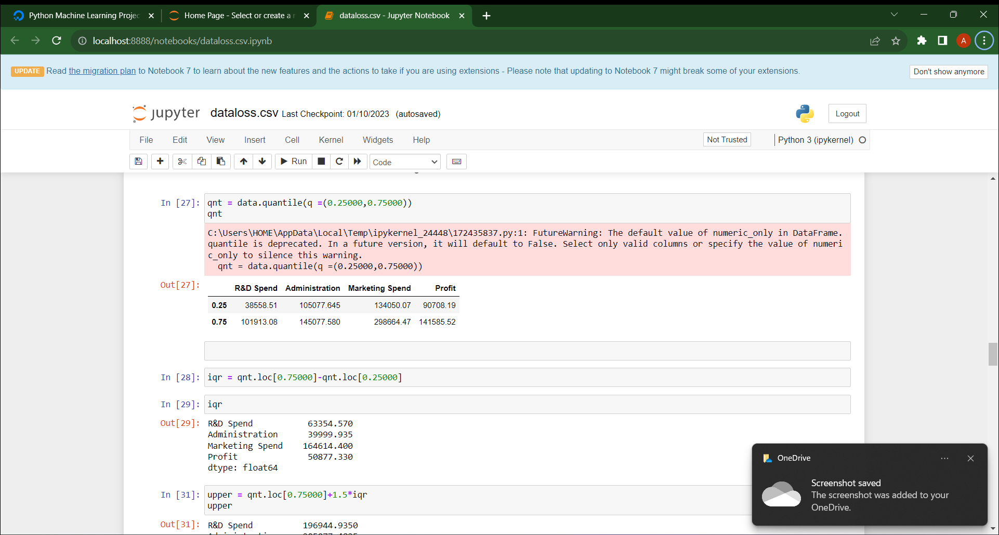 Python Machine Learning Projec
Home Page - Select or create a n
dataloss.csv - Jupyter Notebook
localhost:8888/notebooks/dataloss.csv.ipynb
A
UPDATE Read the migration plan to Notebook 7 to learn about the new features and the actions to take if you are using extensions - Please note that updating to Notebook 7 might break some of your extensions.
Don't show anymore
jupyter dataloss.csv Last Checkpoint: 01/10/2023 (autosaved)
Logout
File Edit View Insert Cell Kernel Widgets Help
Not Trusted
Python 3 (ipykernel)
Run
Code
In [27]: qnt = data.quantile(q =(0.25000,0.75000))
qnt
C:\Users\HOME\AppData\Local\Temp\ipykernel_24448\172435837.py:1: FutureWarning: The default value of numeric_only in DataFrame.
quantile is deprecated. In a future version, it will default to False. Select only valid columns or specify the value of numeri
c_only to silence this warning.
qnt = data.quantile(q =(0.25000,0.75000))
Out[27]:
R&D Spend Administration Marketing Spend Profit
0.25 38558.51 105077.645 134050.07 90708.19
0.75 101913.08 145077.580 298664.47 141585.52
In [28]: iqr = qnt.loc[0.75000]-qnt.loc[0.25000]
In [29]: iqr
Out[29]: R&D Spend 63354.570
Administration 39999.935
Marketing Spend 164614.400
Profit 50877.330
dtype: float64
In [31]: upper = qnt.loc[0.75000]+1.5*iqr
upper
Out[31]: R&D Spend 196944.9350
OneDrive
Screenshot saved
The screenshot was added to your
OneDrive.